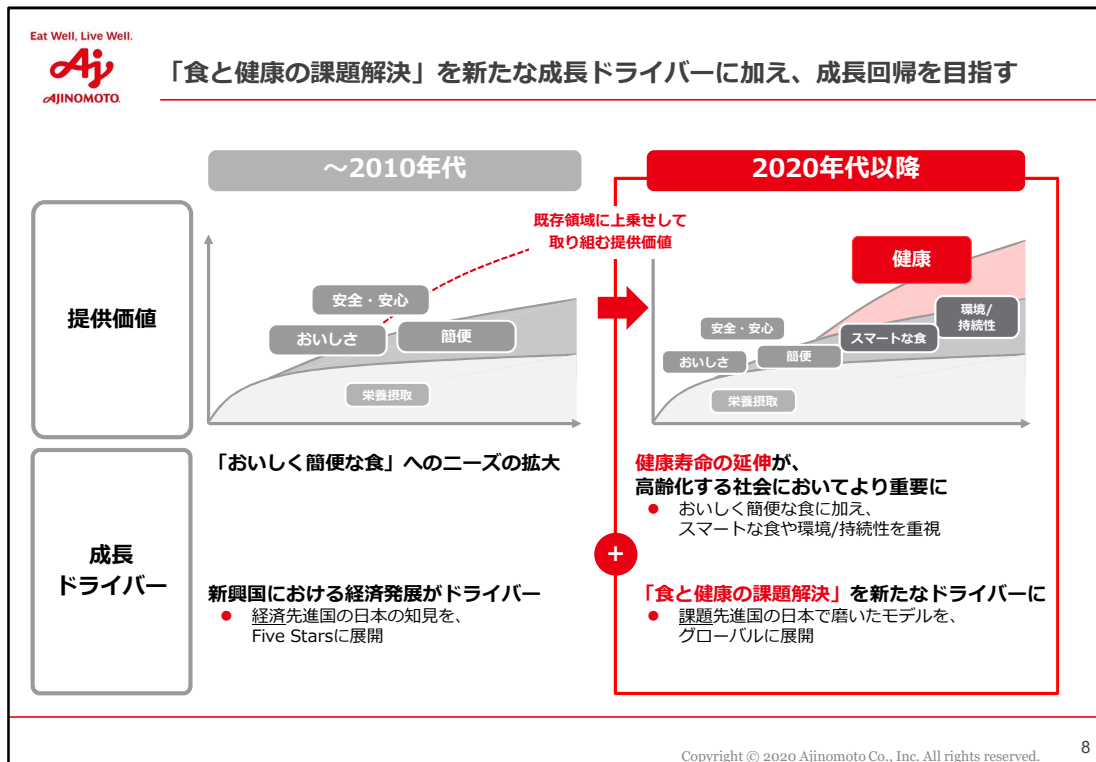 Eat Well, Live Well.
Aj
AJINOMOTO
「食と健康の課題解決」を新たな成長ドライバーに加え、成長回帰を目指す
～2010年代
2020年代以降
提供価値
既存領域に上乗せして
取り組む提供価値
安全・安心
おいしさ
簡便
栄養摂取
健康
環境/
持続性
スマートな食
安全・安心
簡便
おいしさ
栄養摂取
成長
ドライバー
「おいしく簡便な食」へのニーズの拡大
新興国における経済発展がドライバー
● 経済先進国の日本の知見を、
Five Starsに展開
+
健康寿命の延伸が、
高齢化する社会においてより重要に
● おいしく簡便な食に加え、
スマートな食や環境/持続性を重視
「食と健康の課題解決」を新たなドライバーに
● 課題先進国の日本で磨いたモデルを、
グローバルに展開
Copyright © 2020 Ajinomoto Co., Inc. All rights reserved.
8